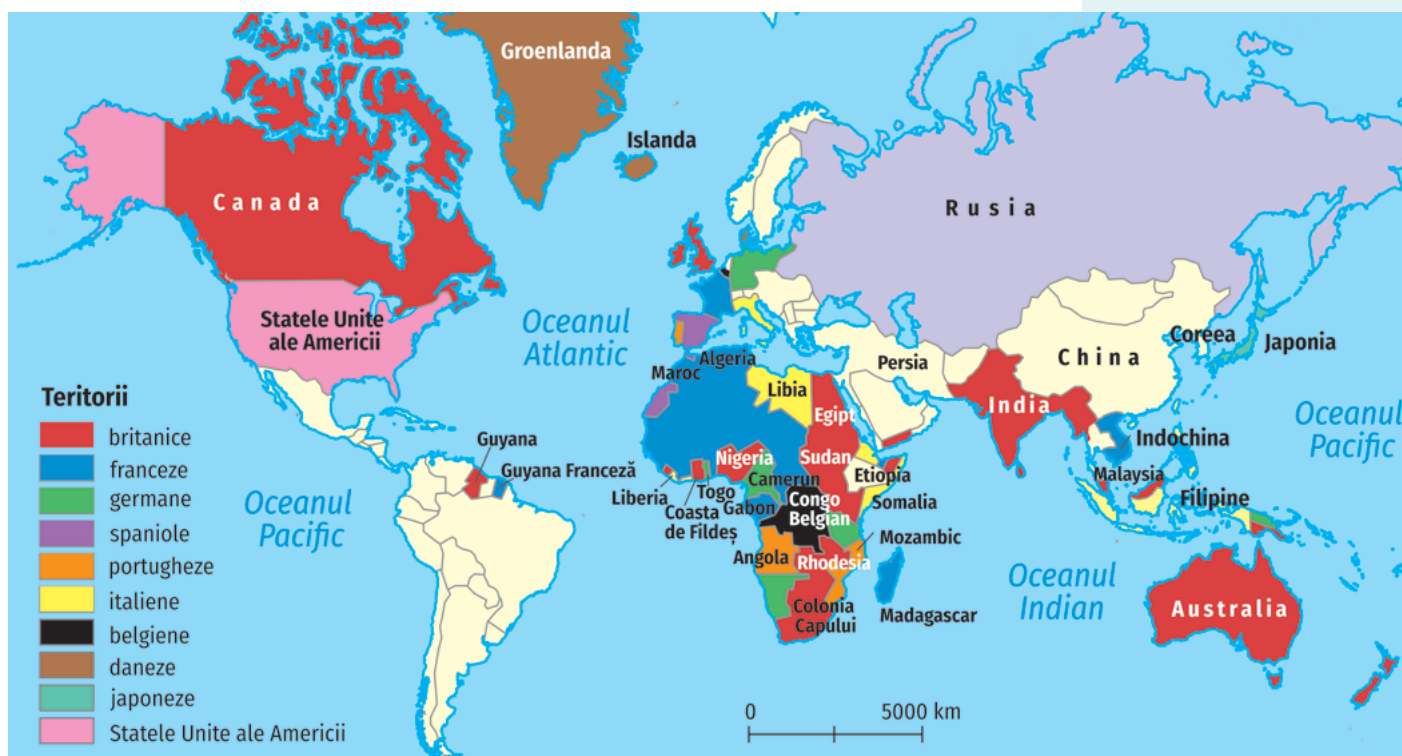 Groenlanda
Islanda
Canada
Rusia
Statele Unite
ale Americii
Oceanul
Atlantic
Algeria
Maroc
Libia
Egipt
Persia
China
Coreea
Japonia
India
Oceanul
Pacific
Indochina
Malaysia
Filipine
Nigeria
Sudan
Etiopia
Camerun
Somalia
Liberia
Togo
Coasta
de Fildeș
Gabon
Congo
Belgian
Guyana
Guyana Franceză
Oceanul
Pacific
Angola
Mozambic
Rhodesia
Colonia
Capului
Madagascar
Oceanul
Indian
Australia
Teritorii
britanice
franceze
germane
spaniole
portugheze
italiene
belgiene
daneze
japoneze
Statele Unite ale Americii
0 5000 km